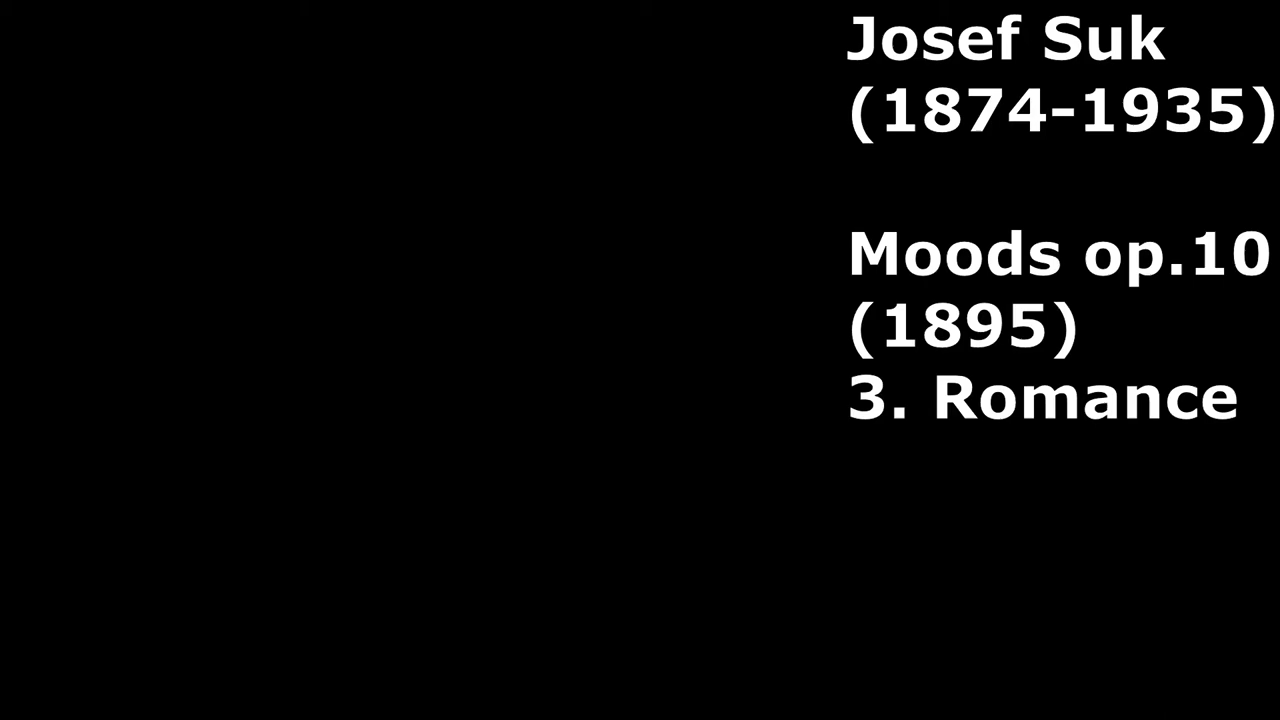 Josef Suk
(1874-1935)
Moods op.10
(1895)
3. Romance